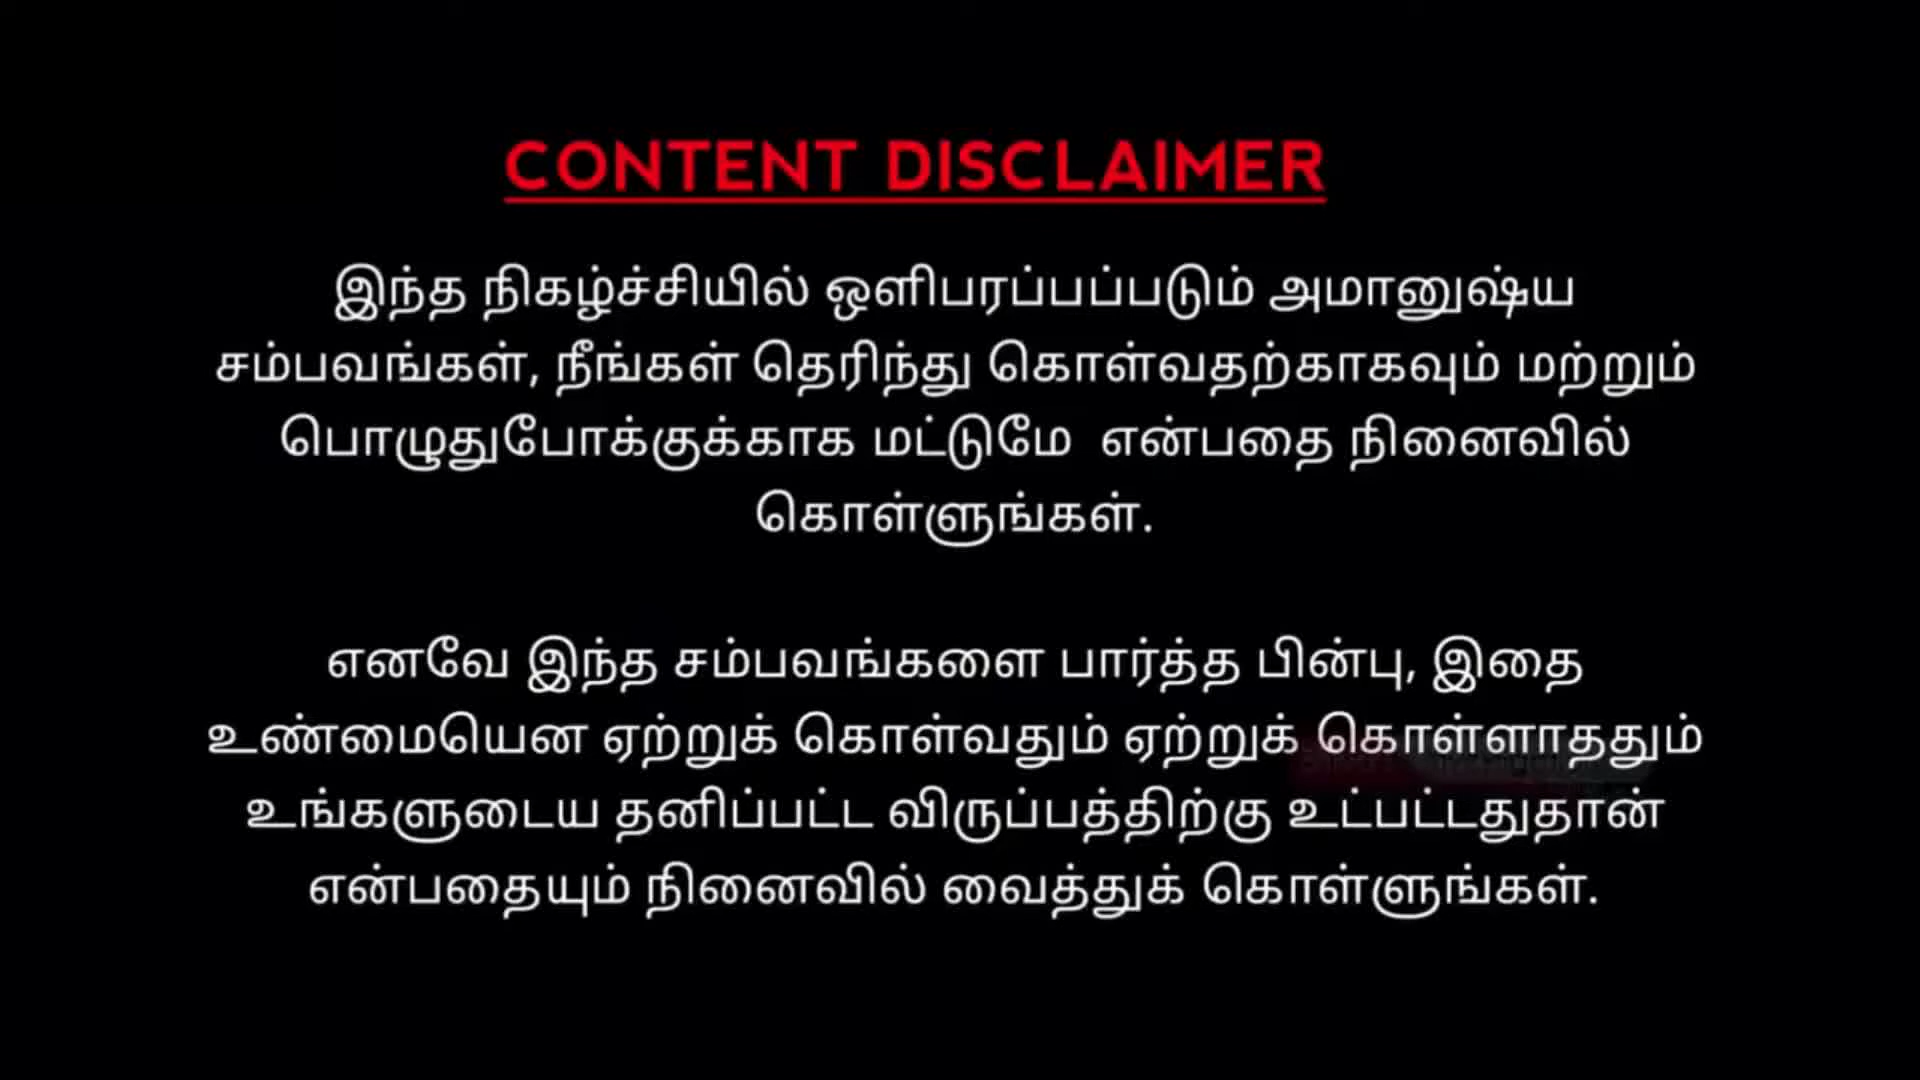 CONTENT DISCLAIMER
இந்த நிகழ்ச்சியில் ஒளிபரப்பப்படும் அமானுஷ்ய
சம்பவங்கள், நீங்கள் தெரிந்து கொள்வதற்காகவும் மற்றும்
பொழுதுபோக்குக்காக மட்டுமே என்பதை நினைவில்
கொள்ளுங்கள்.
எனவே இந்த சம்பவங்களை பார்த்த பின்பு, இதை
உண்மையென ஏற்றுக் கொள்வதும் ஏற்றுக் கொள்ளாததும்
உங்களுடைய தனிப்பட்ட விருப்பத்திற்கு உட்பட்டதுதான்
என்பதையும் நினைவில் வைத்துக் கொள்ளுங்கள்.